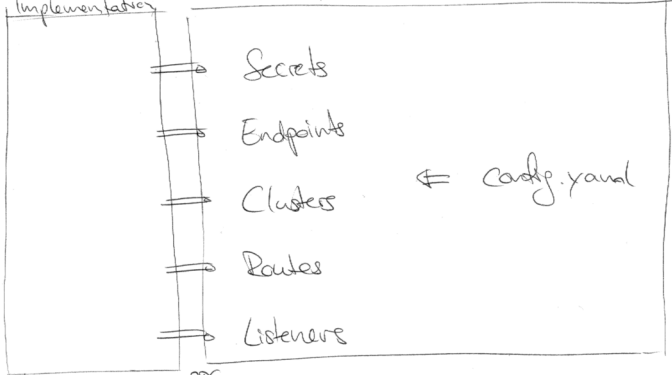 Implementation
Secrets
Endpoints
Clusters
← config.yaml
Routes
Listeners